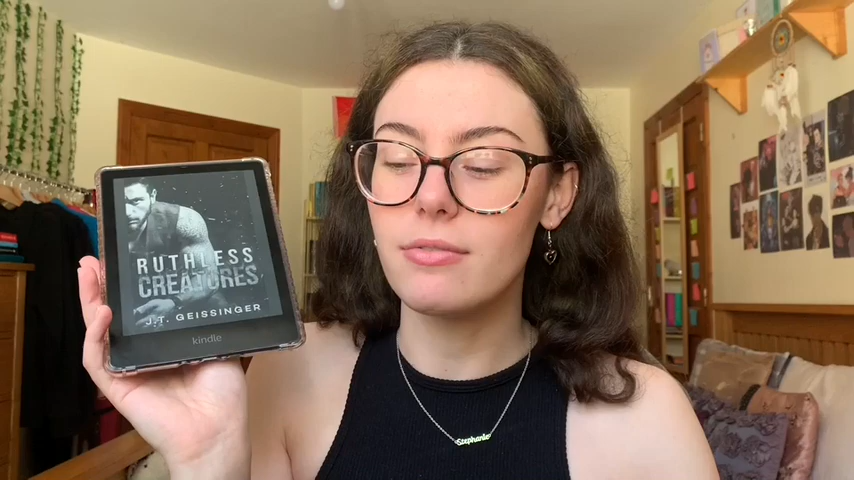 RUTHLESS
CREATURES
J.T. GEISSINGER
kindle
Stephanie